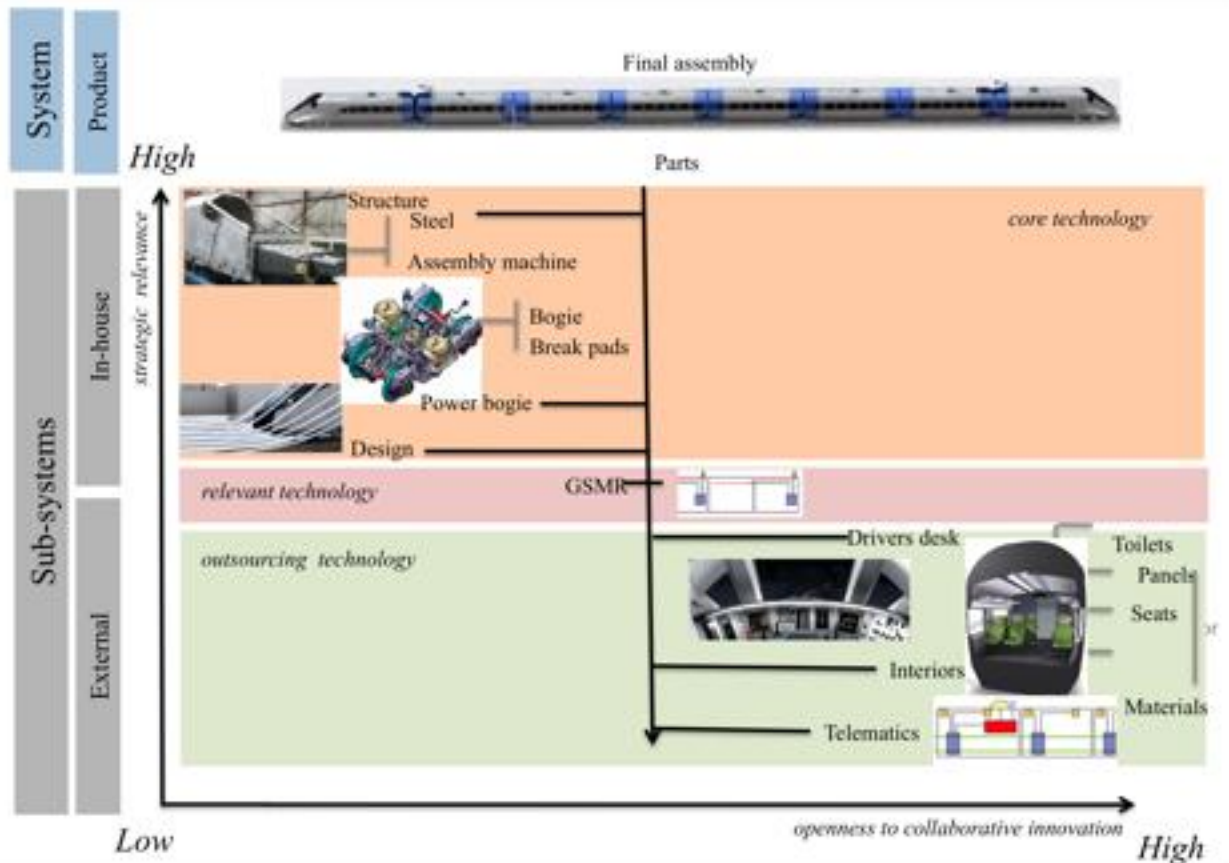 System
Product
Final assembly
High
Parts
strategic relevance
Sub-systems
In-house
External
Structure
Steel
Assembly machine
core technology
Bogie
Break pads
Power bogie
Design
relevant technology
GSMR
outsourcing technology
Drivers desk
Toilets
Panels
Seats
Interiors
Materials
Telematics
Low
openness to collaborative innovation
High